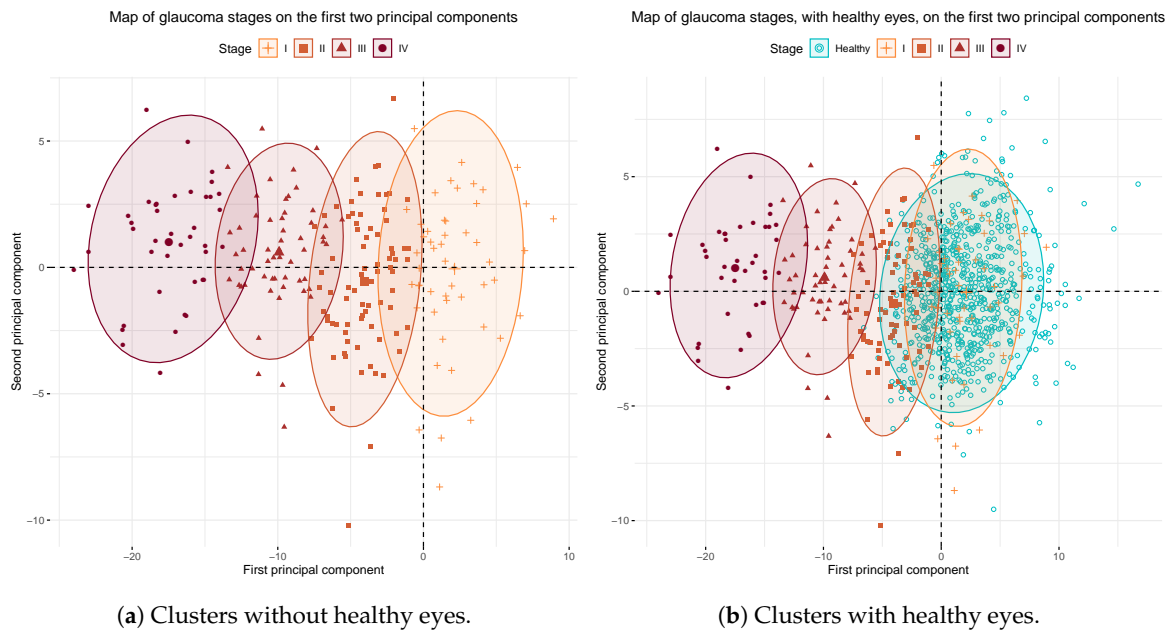 Map of glaucoma stages on the first two principal components
Stage I II III IV
5
0
−5
−10
Second principal component
−20 −10 0 10
First principal component
(a) Clusters without healthy eyes.
Map of glaucoma stages, with healthy eyes, on the first two principal components
Stage Healthy I II III IV
5
0
−5
−10
Second principal component
−20 −10 0 10
First principal component
(b) Clusters with healthy eyes.